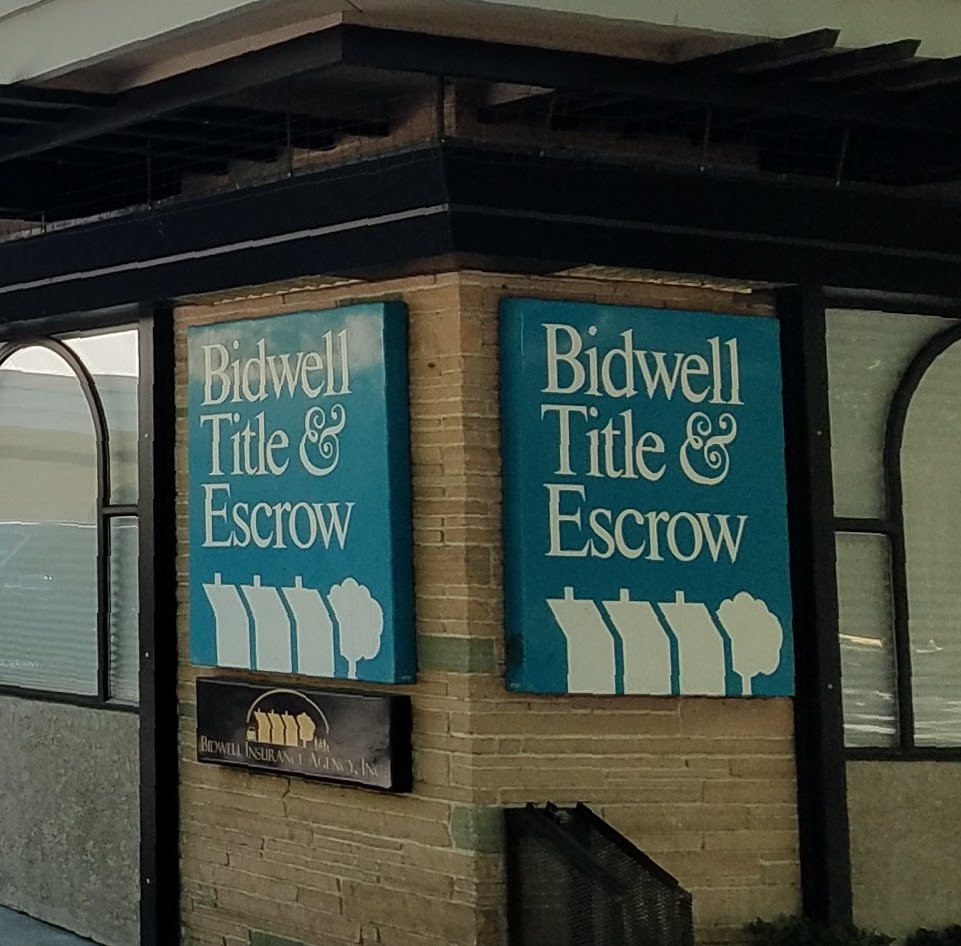 Bidwell
Title &
Escrow
Bidwell
Title &
Escrow
BIDWELL INSURANCE AGENCY, INC